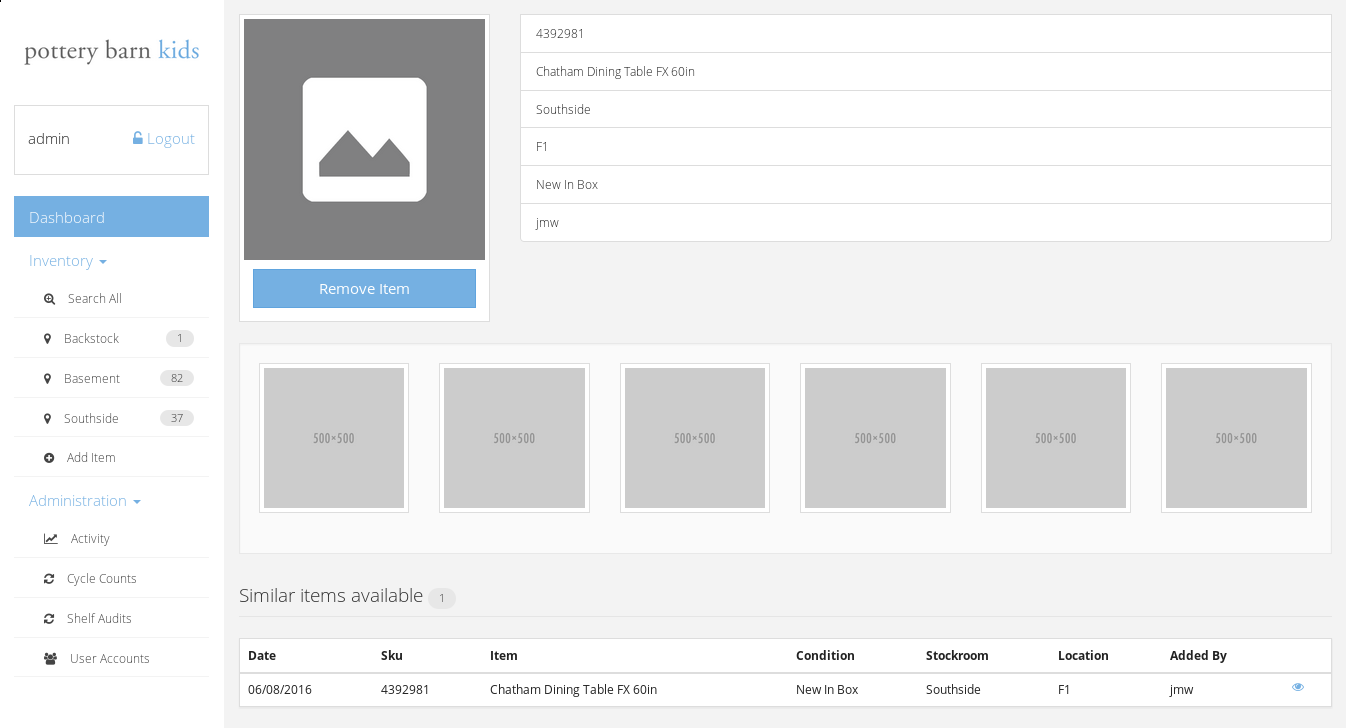 pottery barn kids
admin Logout
Dashboard
Inventory
Search All
Backstock 1
Basement 82
Southside 37
Add Item
Administration
Activity
Cycle Counts
Shelf Audits
User Accounts
Remove Item
4392981
Chatham Dining Table FX 60in
Southside
F1
New In Box
jmw
500×500 500×500 500×500 500×500 500×500 500×500
Similar items available 1
Date Sku Item Condition Stockroom Location Added By
06/08/2016 4392981 Chatham Dining Table FX 60in New In Box Southside F1 jmw